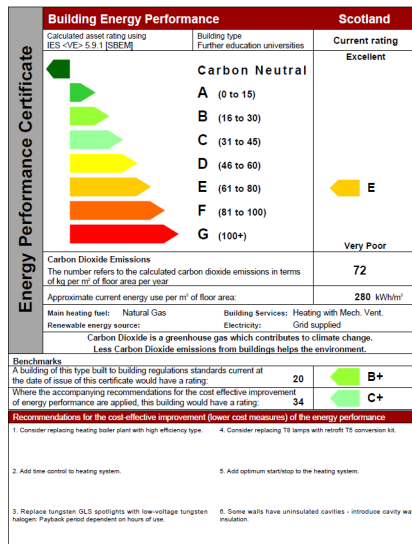 Energy Performance Certificate
Building Energy Performance Scotland
Calculated asset rating using
IES <VE> 5.9.1 [SBEM]
Building type
Further education universities
Current rating
Excellent
Carbon Neutral
A (0 to 15)
B (16 to 30)
C (31 to 45)
D (46 to 60)
E (61 to 80)
E
F (81 to 100)
G (100+)
Very Poor
Carbon Dioxide Emissions
The number refers to the calculated carbon dioxide emissions in terms
of kg per m² of floor area per year
72
Approximate current energy use per m² of floor area: 280 kWh/m²
Main heating fuel: Natural Gas Building Services: Heating with Mech. Vent.
Renewable energy source: Electricity: Grid supplied
Carbon Dioxide is a greenhouse gas which contributes to climate change.
Less Carbon Dioxide emissions from buildings helps the environment.
Benchmarks
A building of this type built to building regulations standards current at
the date of issue of this certificate would have a rating: 20 B+
Where the accompanying recommendations for the cost effective improvement
of energy performance are applied, this building would have a rating: 34 C+
Recommendations for the cost-effective improvement (lower cost measures) of the energy performance
1. Consider replacing heating boiler plant with high efficiency type.
4. Consider replacing T8 lamps with retrofit T5 conversion kit.
2. Add time control to heating system.
5. Add optimum start/stop to the heating system.
3. Replace tungsten GLS spotlights with low-voltage tungsten
halogen: Payback period dependent on hours of use.
6. Some walls have uninsulated cavities - introduce cavity wa
insulation.